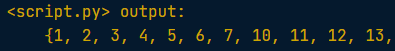 <script.py> output:
{1, 2, 3, 4, 5, 6, 7, 10, 11, 12, 13,